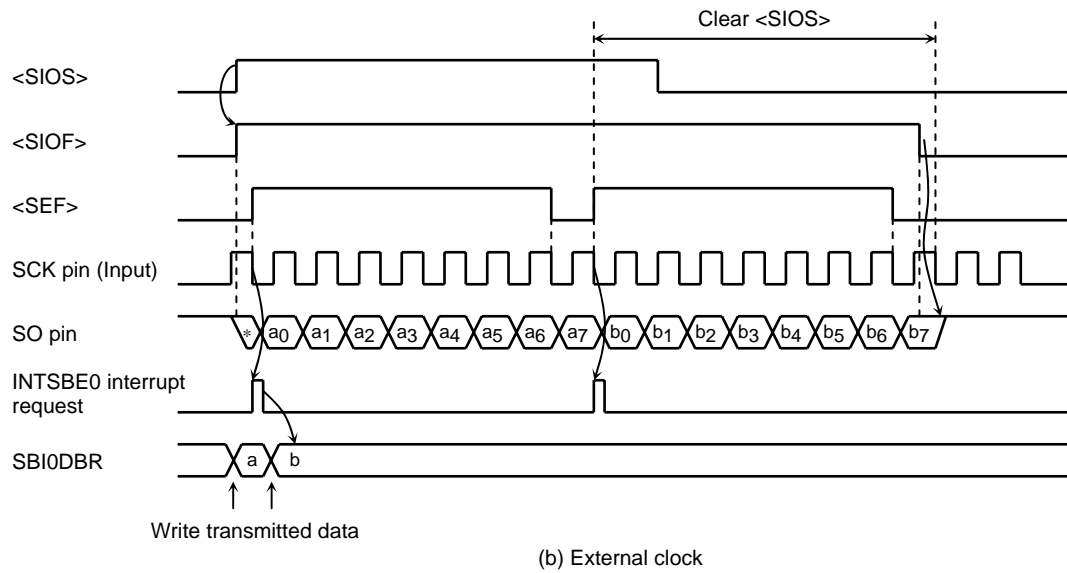 Clear <SIOS>
<SIOS>
<SIOF>
<SEF>
SCK pin (Input)
SO pin
* a0 a1 a2 a3 a4 a5 a6 a7 b0 b1 b2 b3 b4 b5 b6 b7
INTSBE0 interrupt
request
SBI0DBR
a b
Write transmitted data
(b) External clock